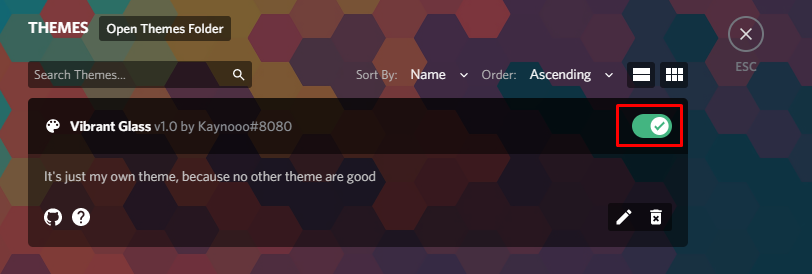 THEMES Open Themes Folder
ESC
Search Themes... Sort By: Name Order: Ascending
Vibrant Glass v1.0 by Kaynooo#8080
It's just my own theme, because no other theme are good
?